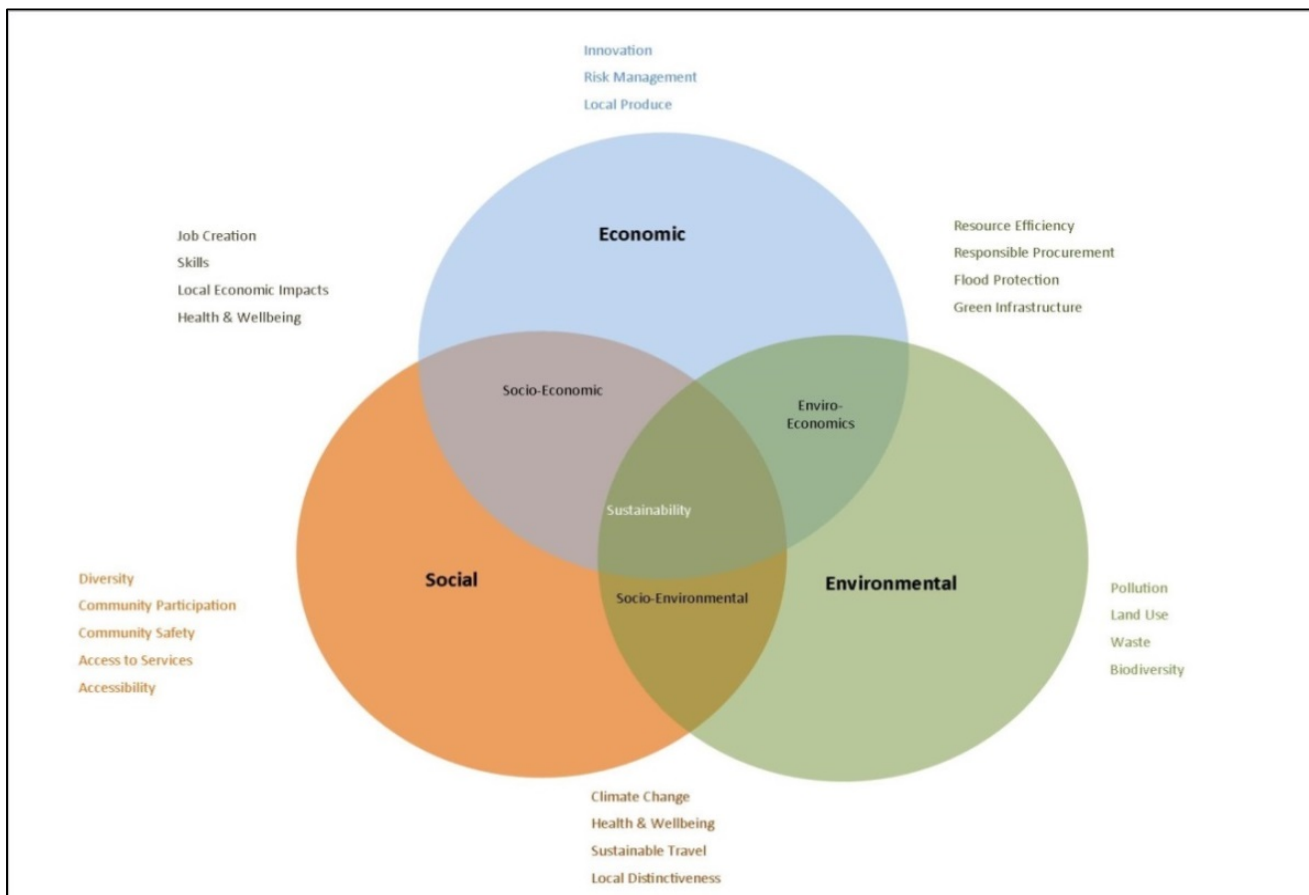 Innovation
Risk Management
Local Produce
Economic
Job Creation
Skills
Local Economic Impacts
Health & Wellbeing
Resource Efficiency
Responsible Procurement
Flood Protection
Green Infrastructure
Socio-Economic
Enviro-
Economics
Sustainability
Social
Environmental
Socio-Environmental
Diversity
Community Participation
Community Safety
Access to Services
Accessibility
Pollution
Land Use
Waste
Biodiversity
Climate Change
Health & Wellbeing
Sustainable Travel
Local Distinctiveness